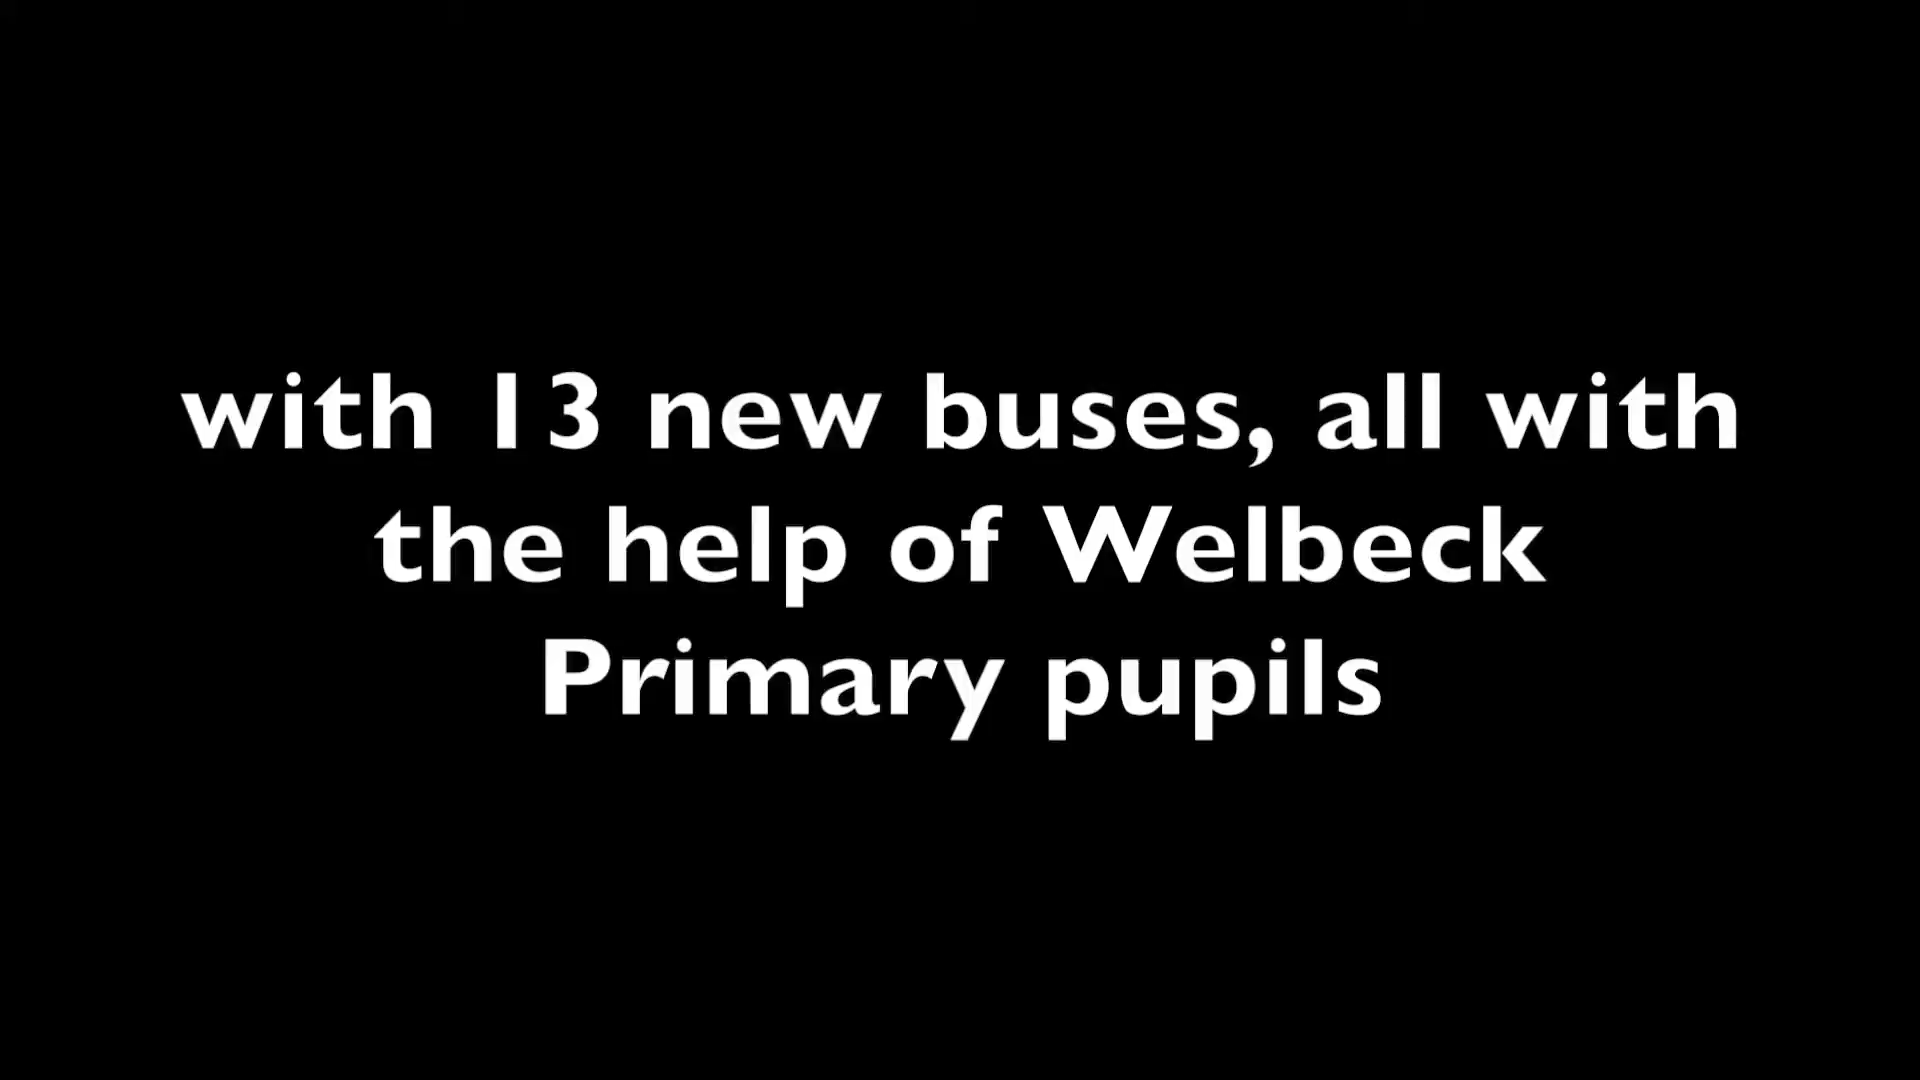 with 13 new buses, all with
the help of Welbeck
Primary pupils